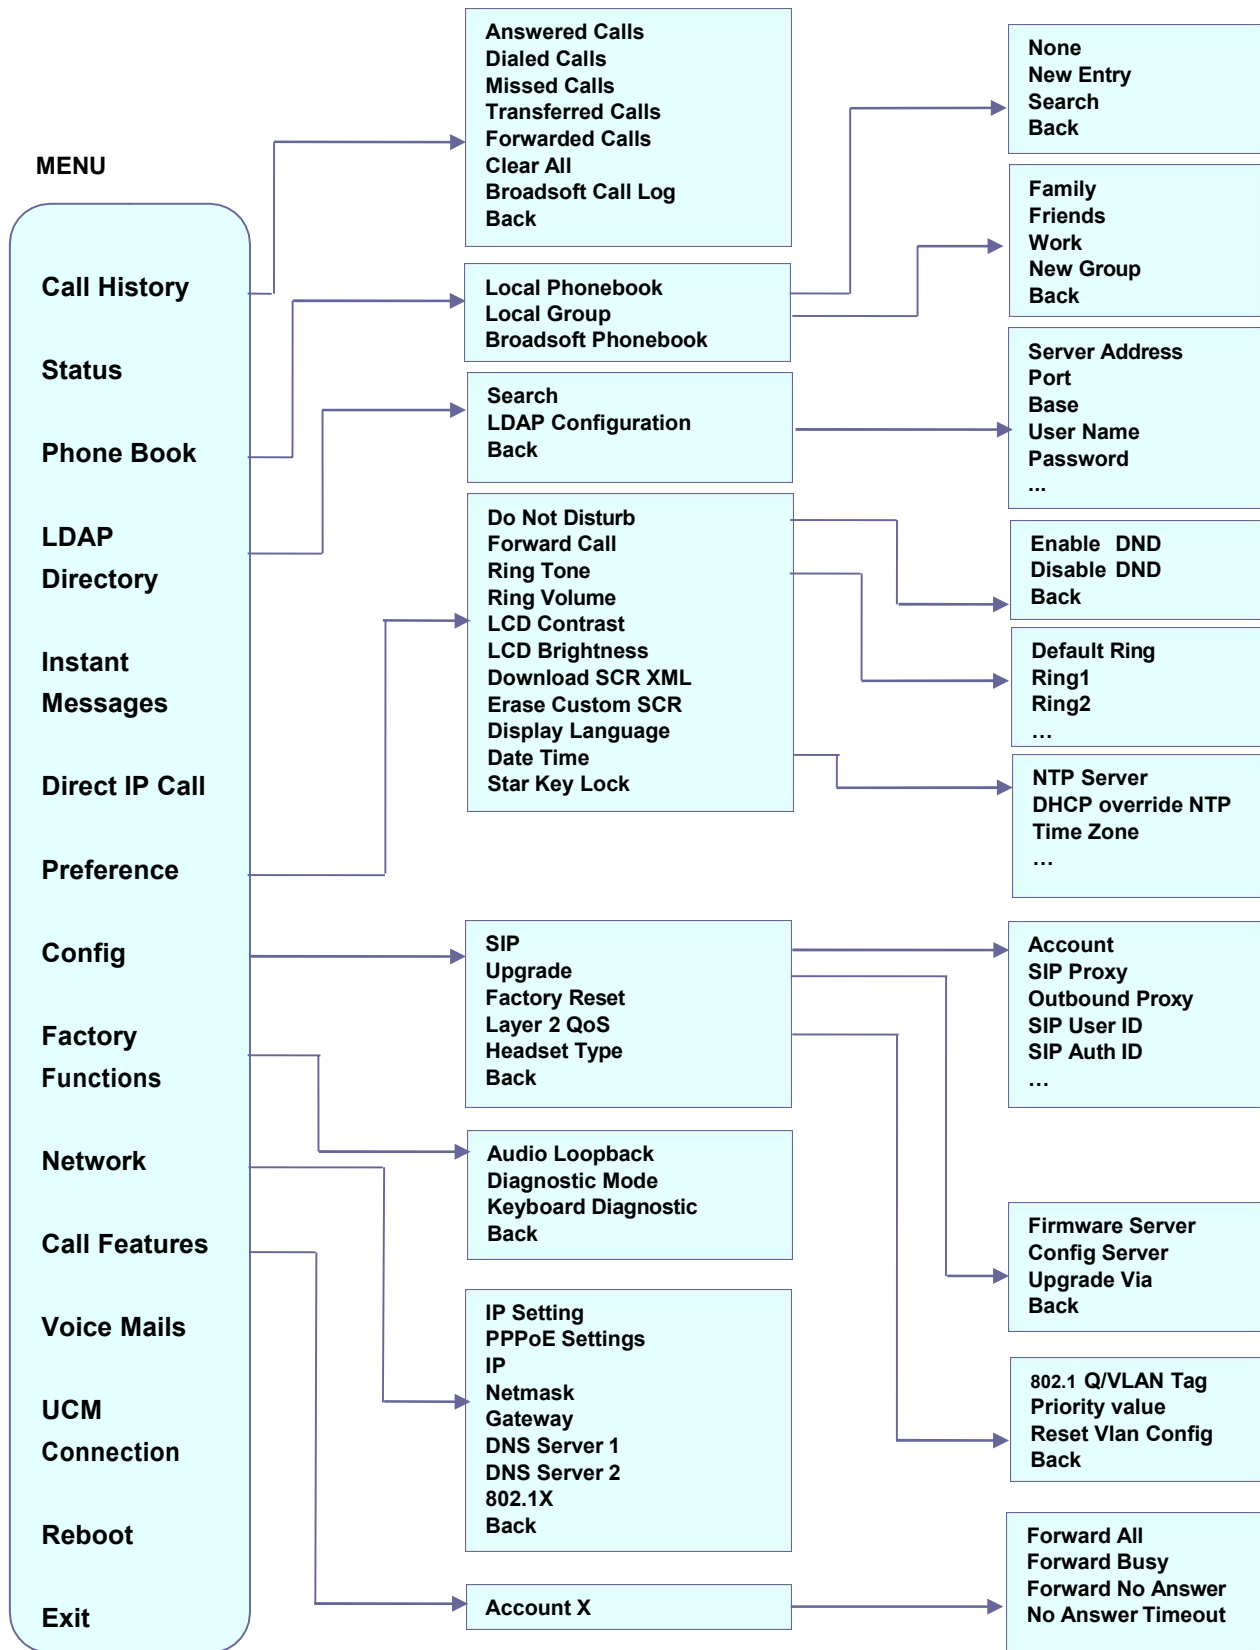 MENU
Call History
Status
Phone Book
LDAP
Directory
Instant
Messages
Direct IP Call
Preference
Config
Factory
Functions
Network
Call Features
Voice Mails
UCM
Connection
Reboot
Exit
Answered Calls
Dialed Calls
Missed Calls
Transferred Calls
Forwarded Calls
Clear All
Broadsoft Call Log
Back
Local Phonebook
Local Group
Broadsoft Phonebook
Search
LDAP Configuration
Back
Do Not Disturb
Forward Call
Ring Tone
Ring Volume
LCD Contrast
LCD Brightness
Download SCR XML
Erase Custom SCR
Display Language
Date Time
Star Key Lock
SIP
Upgrade
Factory Reset
Layer 2 QoS
Headset Type
Back
Audio Loopback
Diagnostic Mode
Keyboard Diagnostic
Back
IP Setting
PPPoE Settings
IP
Netmask
Gateway
DNS Server 1
DNS Server 2
802.1X
Back
Account X
None
New Entry
Search
Back
Family
Friends
Work
New Group
Back
Server Address
Port
Base
User Name
Password
...
Enable DND
Disable DND
Back
Default Ring
Ring1
Ring2
…
NTP Server
DHCP override NTP
Time Zone
…
Account
SIP Proxy
Outbound Proxy
SIP User ID
SIP Auth ID
…
Firmware Server
Config Server
Upgrade Via
Back
802.1 Q/VLAN Tag
Priority value
Reset Vlan Config
Back
Forward All
Forward Busy
Forward No Answer
No Answer Timeout